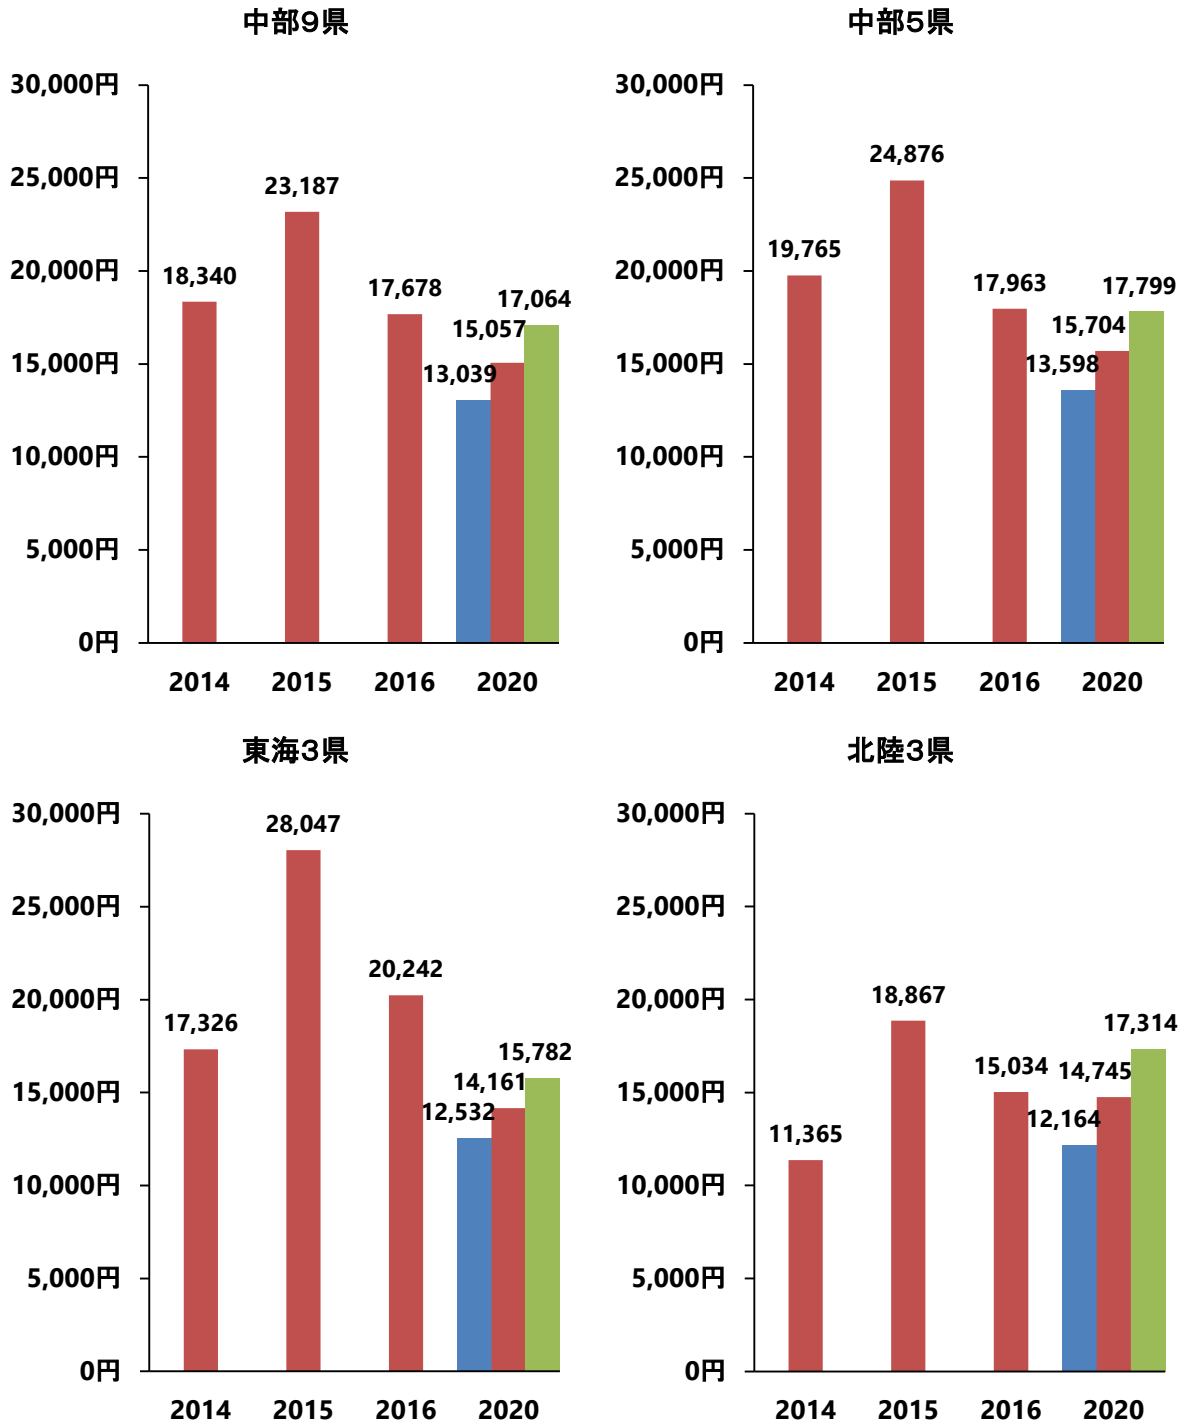 中部９県
30,000円
25,000円
20,000円
15,000円
10,000円
5,000円
0円
18,340
23,187
17,678
13,039
15,057
17,064
2014 2015 2016 2020
中部５県
30,000円
25,000円
20,000円
15,000円
10,000円
5,000円
0円
19,765
24,876
17,963
13,598
15,704
17,799
2014 2015 2016 2020
東海３県
30,000円
25,000円
20,000円
15,000円
10,000円
5,000円
0円
17,326
28,047
20,242
12,532
14,161
15,782
2014 2015 2016 2020
北陸３県
30,000円
25,000円
20,000円
15,000円
10,000円
5,000円
0円
11,365
18,867
15,034
12,164
14,745
17,314
2014 2015 2016 2020